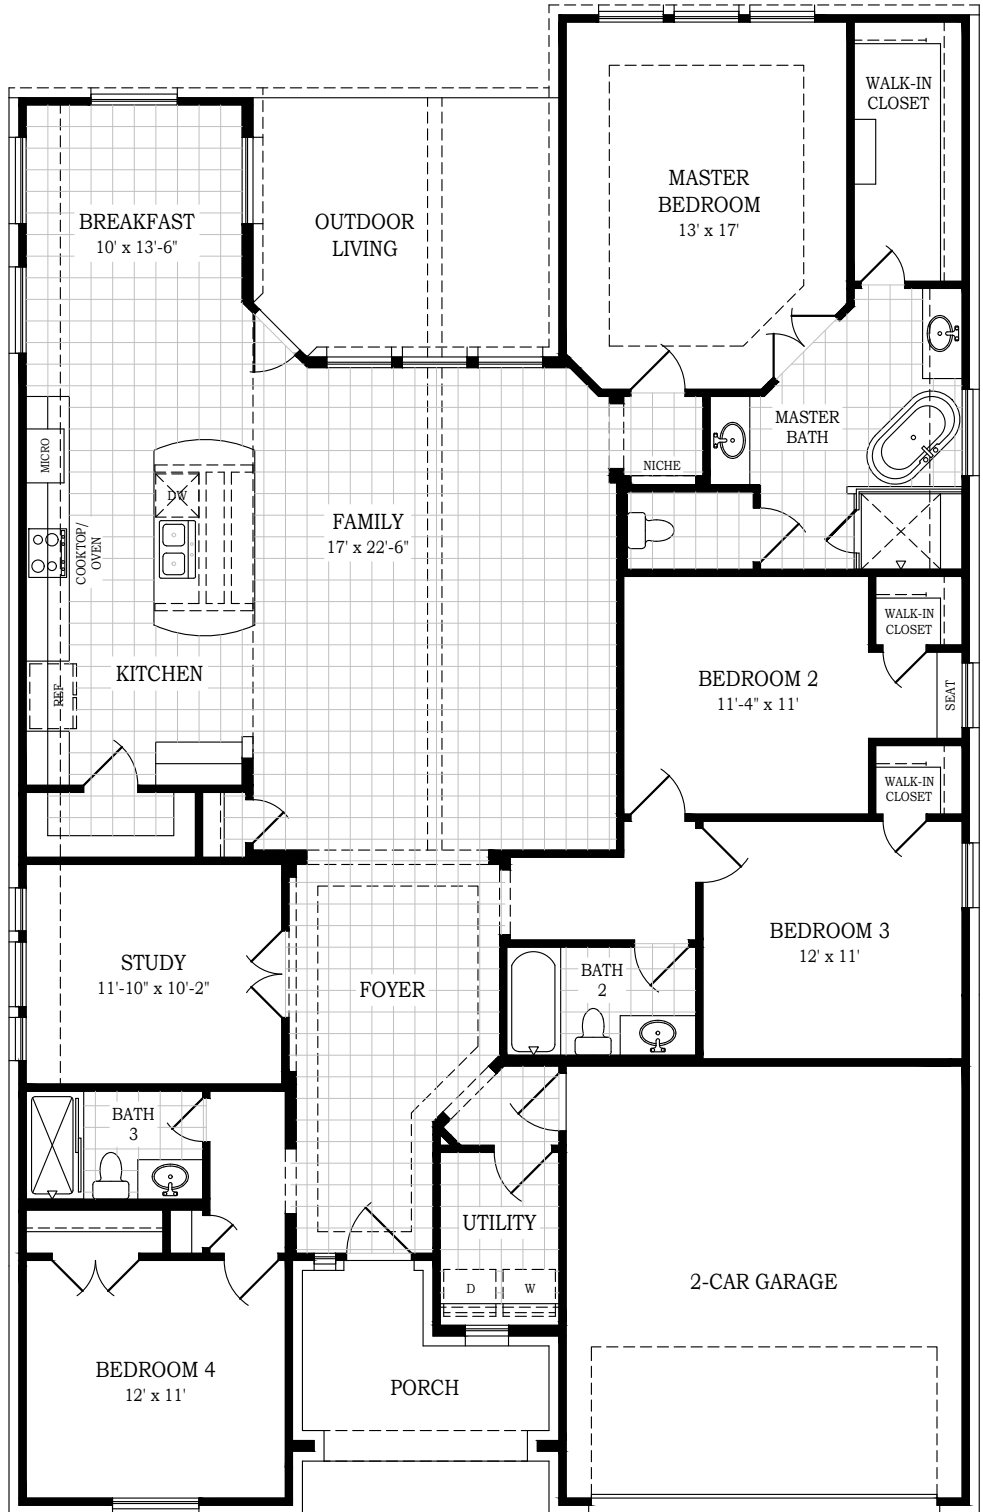 WALK-IN
CLOSET
MASTER
BEDROOM
13' x 17'
BREAKFAST
10' x 13'-6"
OUTDOOR
LIVING
MASTER
BATH
MICRO
NICHE
DW
FAMILY
17' x 22'-6"
COOKTOP/
OVEN
WALK-IN
CLOSET
KITCHEN
REF
BEDROOM 2
11'-4" x 11'
SEAT
WALK-IN
CLOSET
BEDROOM 3
12' x 11'
STUDY
11'-10" x 10'-2"
FOYER
BATH
2
BATH
3
UTILITY
D
W
2-CAR GARAGE
BEDROOM 4
12' x 11'
PORCH